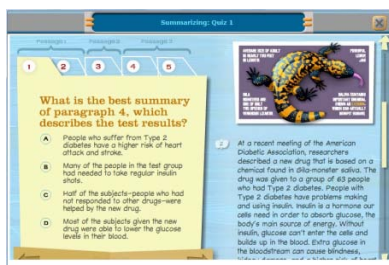 Summarizing: Quiz 1
Passage 1
Passage 2
Passage 3
1
2
3
4
5
What is the best summary
of paragraph 4, which
describes the test results?
A People who suffer from Type 2
diabetes have a higher risk of heart
attack and stroke.
B Many of the people in the test group
had needed to take regular insulin
shots.
C Half of the subjects–people who had
not responded to other drugs–were
helped by the new drug.
D Most of the subjects given the new
drug were able to lower the glucose
levels in their blood.
At a recent meeting of the American
Diabetic Association, researchers
described a new drug that is based on a
chemical found in Gila-monster saliva. The
drug was given to a group of 63 people
who had Type 2 diabetes. People with
Type 2 diabetes have problems making
and using insulin. Insulin is a hormone our
cells need in order to absorb glucose, the
body's main source of energy. Without
insulin, glucose can't enter the cells and
builds up in the blood. Extra glucose in
the bloodstream can cause blindness,